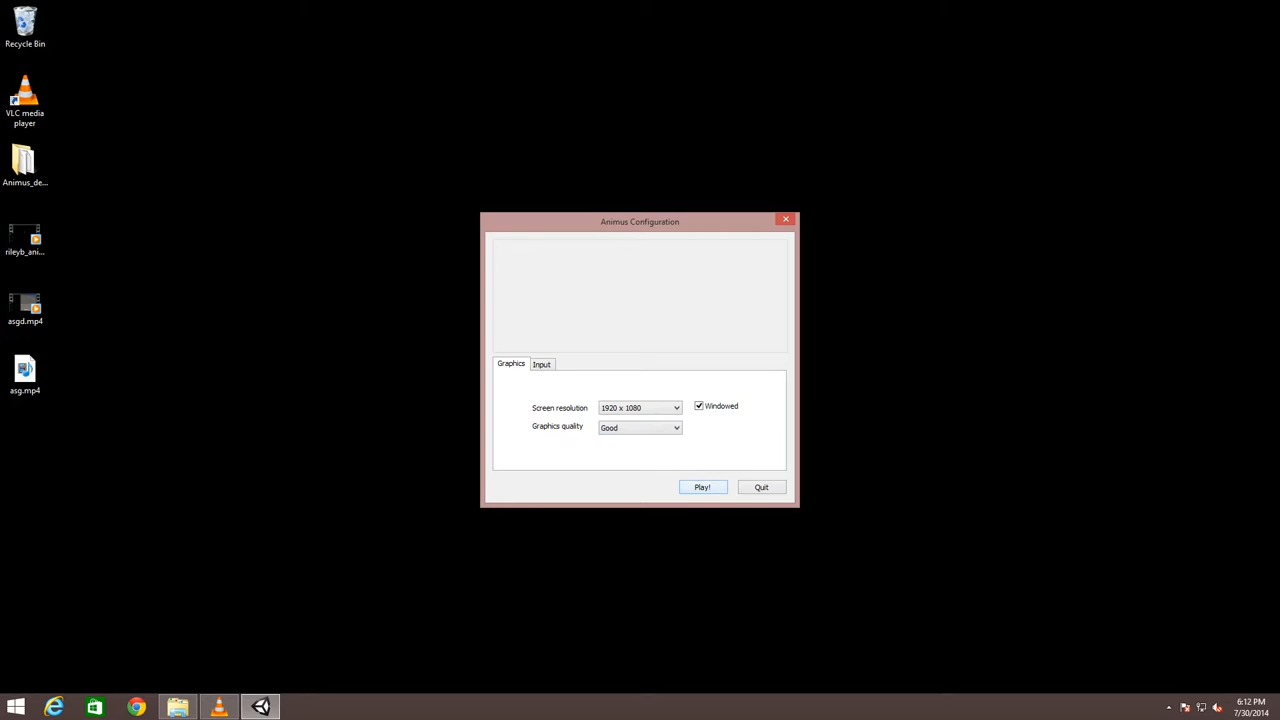 Recycle Bin
VLC media
player
Animus_de...
rileyb_ani...
asgd.mp4
asg.mp4
Animus Configuration
Graphics
Input
Screen resolution
1920 x 1080
Windowed
Graphics quality
Good
Play!
Quit
6:12 PM
7/30/2014